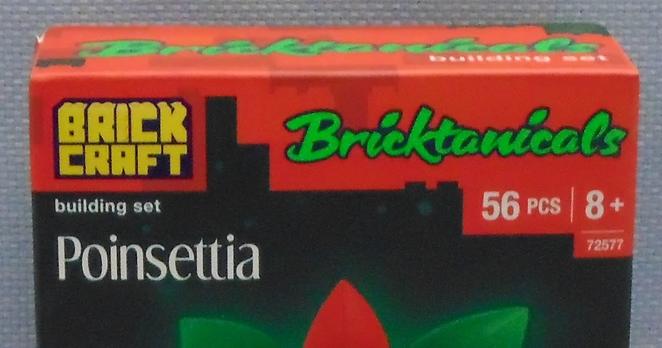 Bricktanicals
building set
BRICK
CRAFT
Bricktanicals
building set
56 PCS | 8+
72577
Poinsettia